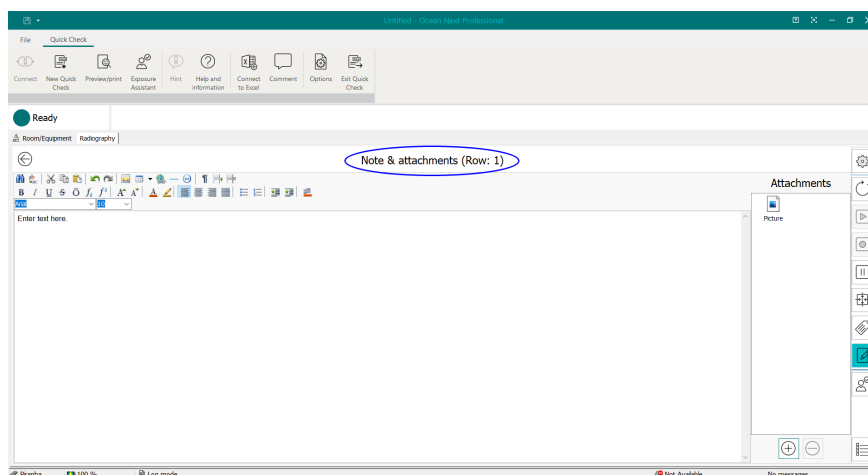 Untitled - Ocean Next Professional
File Quick Check
Connect
New Quick Check
Preview/print
Exposure Assistant
Hint
Help and information
Connect to Excel
Comment
Options
Exit Quick Check
Ready
Room/Equipment Radiography
Note & attachments (Row: 1)
Attachments
Arial 10
Enter text here.
Picture
Piranha 100 % Log mode Not Available No messages